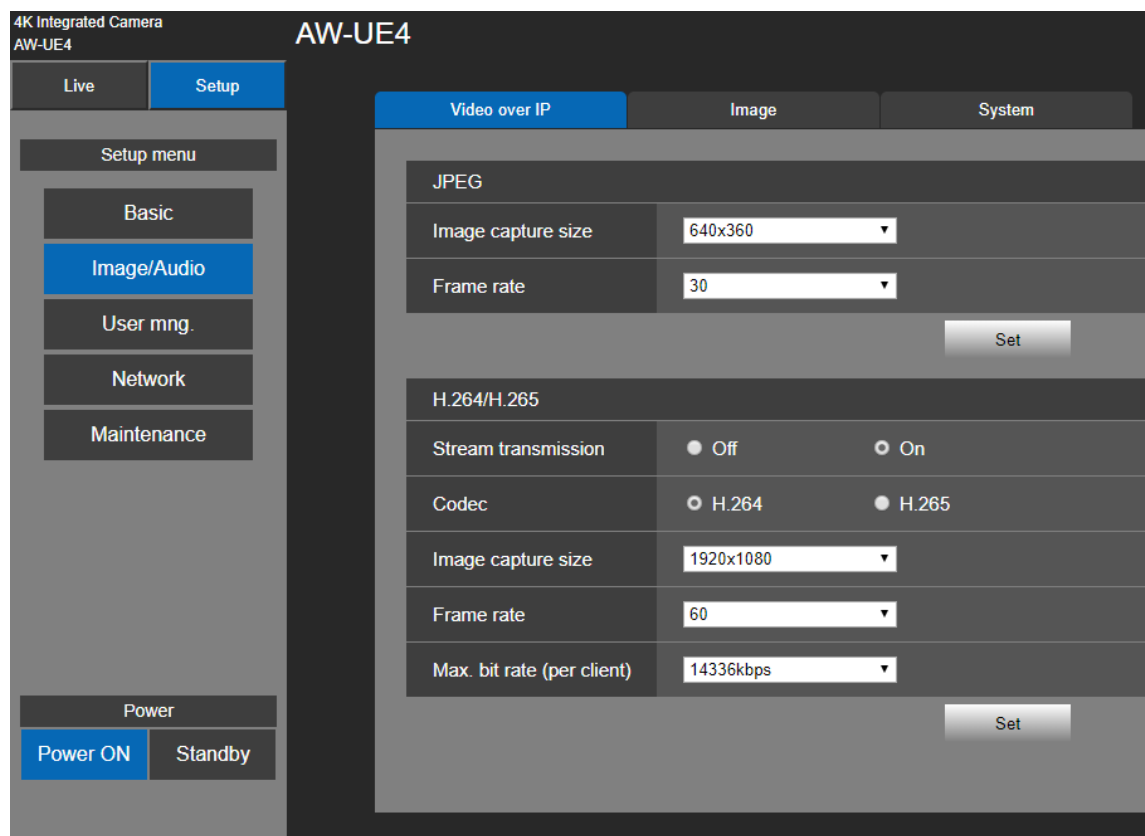 4K Integrated Camera
AW-UE4
AW-UE4
Live Setup
Setup menu
Basic
Image/Audio
User mng.
Network
Maintenance
Power
Power ON Standby
Video over IP Image System
JPEG
Image capture size 640x360
Frame rate 30
Set
H.264/H.265
Stream transmission Off On
Codec H.264 H.265
Image capture size 1920x1080
Frame rate 60
Max. bit rate (per client) 14336kbps
Set